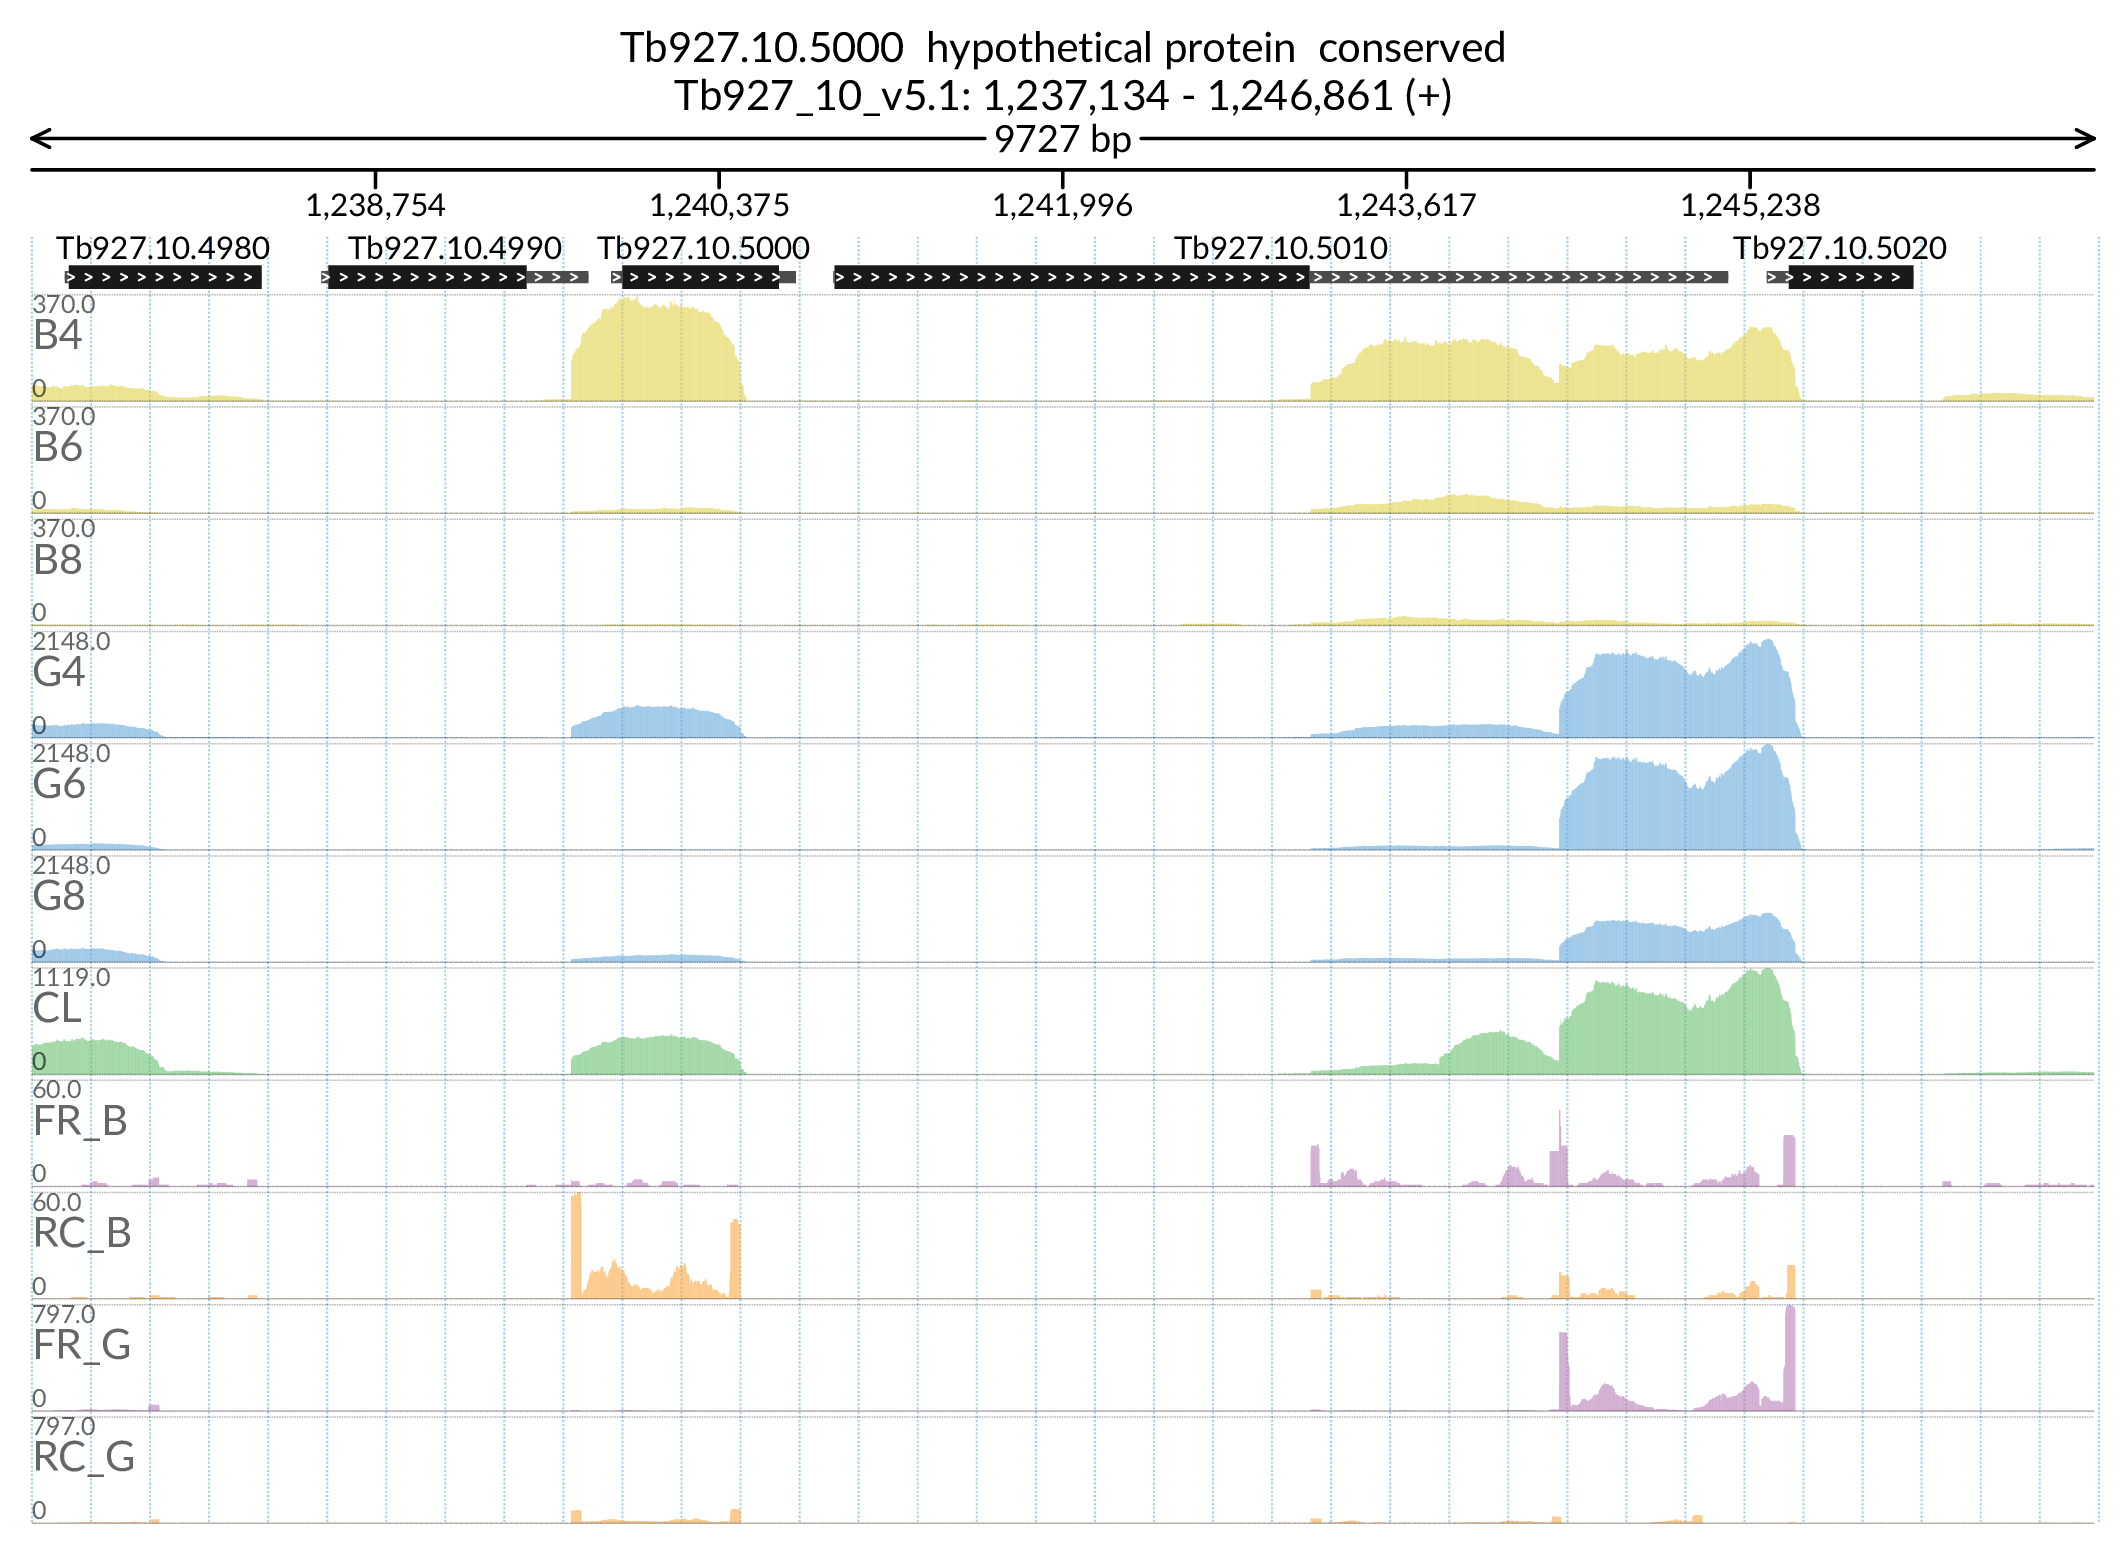 Tb927.10.5000  hypothetical protein  conserved
Tb927_10_v5.1: 1,237,134 - 1,246,861 (+)
9727 bp
1,238,754 1,240,375 1,241,996 1,243,617 1,245,238
Tb927.10.4980 Tb927.10.4990 Tb927.10.5000 Tb927.10.5010 Tb927.10.5020
370.0
B4
0
370.0
B6
0
370.0
B8
0
2148.0
G4
0
2148.0
G6
0
2148.0
G8
0
1119.0
CL
0
60.0
FR_B
0
60.0
RC_B
0
797.0
FR_G
0
797.0
RC_G
0